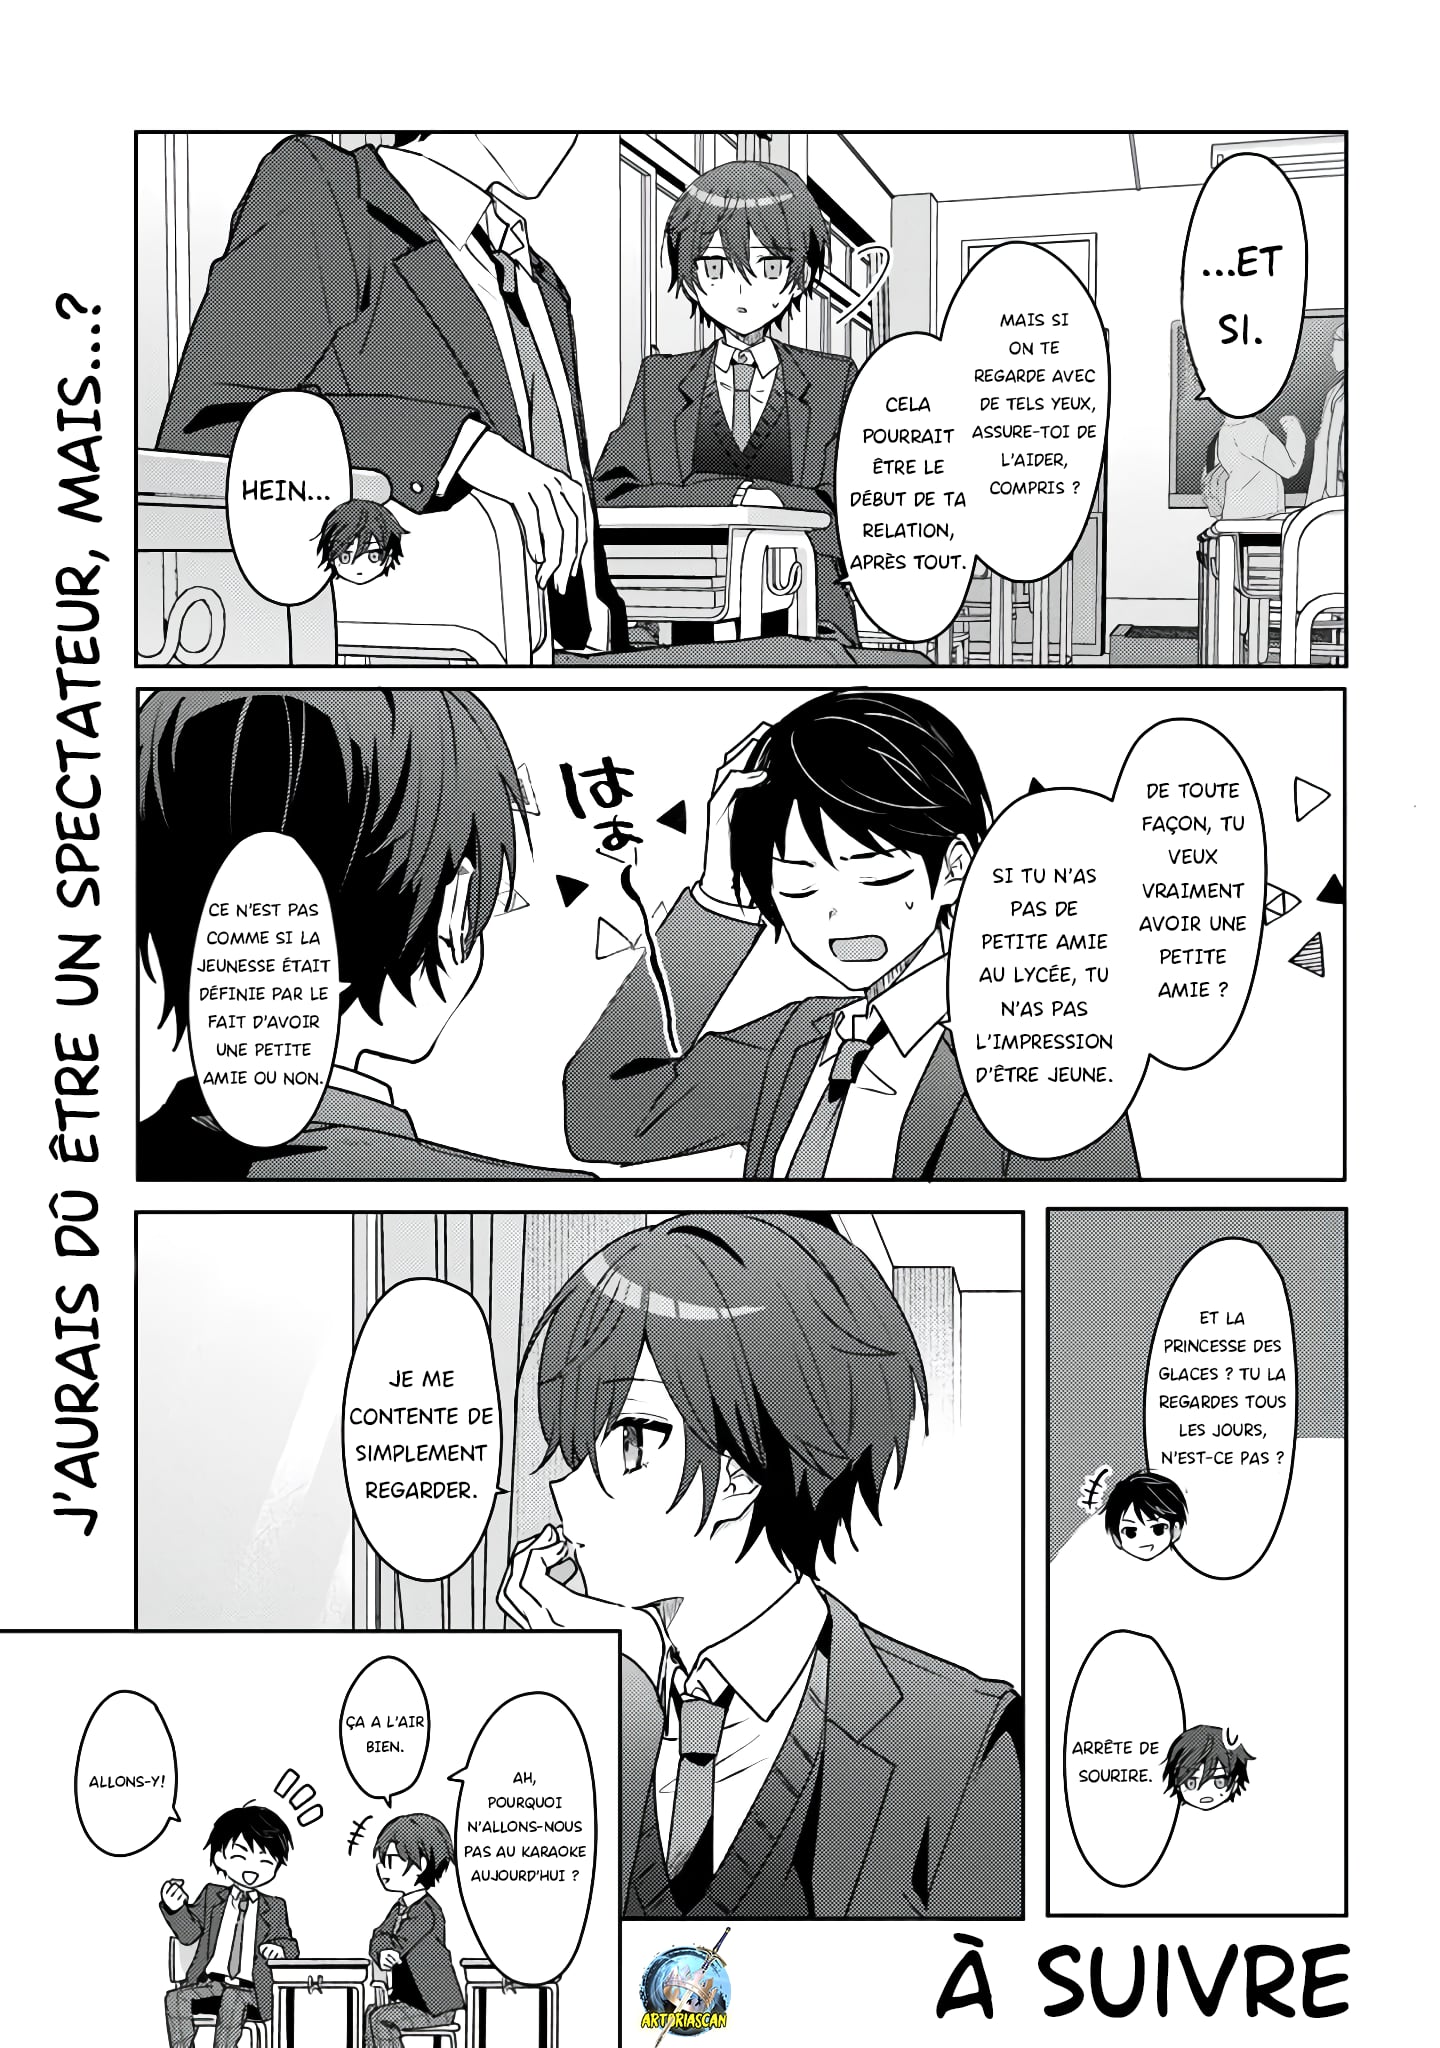 ...ET
SI.
MAIS SI
ON TE
REGARDE AVEC
DE TELS YEUX,
ASSURE-TOI DE
L'AIDER,
COMPRIS ?
CELA
POURRAIT
ÊTRE LE
DÉBUT DE TA
RELATION,
APRÈS TOUT.
HEIN...
DE TOUTE
FAÇON, TU
VEUX
VRAIMENT
AVOIR UNE
PETITE
AMIE ?
SI TU N'AS
PAS DE
PETITE AMIE
AU LYCÉE, TU
N'AS PAS
L'IMPRESSION
D'ÊTRE JEUNE.
はぁー
CE N'EST PAS
COMME SI LA
JEUNESSE ÉTAIT
DÉFINIE PAR LE
FAIT D'AVOIR
UNE PETITE
AMIE OU NON.
ET LA
PRINCESSE DES
GLACES ? TU LA
REGARDES TOUS
LES JOURS,
N'EST-CE PAS ?
ARRÊTE DE
SOURIRE.
JE ME
CONTENTE DE
SIMPLEMENT
REGARDER.
AH,
POURQUOI
N'ALLONS-NOUS
PAS AU KARAOKE
AUJOURD'HUI ?
ÇA A L'AIR
BIEN.
ALLONS-Y!
J'AURAIS DÛ ÊTRE UN SPECTATEUR, MAIS...?
À SUIVRE
ARTORIASCAN